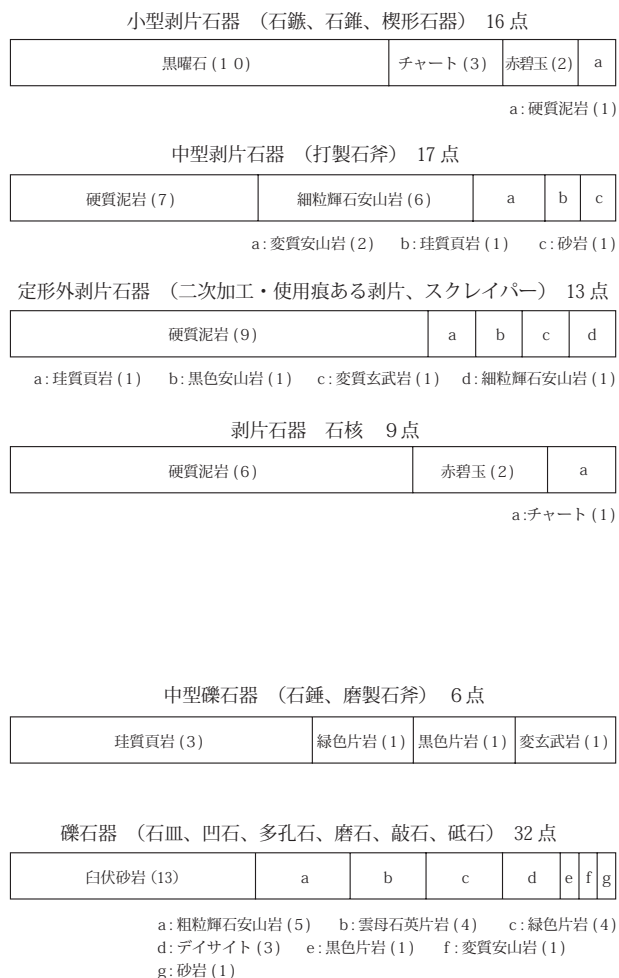 小型剥片石器 (石鏃、石錐、楔形石器) 16点
黒曜石(10) チャート(3) 赤碧玉(2) a
a:硬質泥岩(1)
中型剥片石器 (打製石斧) 17点
硬質泥岩(7) 細粒輝石安山岩(6) a b c
a:変質安山岩(2) b:珪質頁岩(1) c:砂岩(1)
定形外剥片石器 (二次加工・使用痕ある剥片、スクレイパー) 13点
硬質泥岩(9) a b c d
a:珪質頁岩(1) b:黒色安山岩(1) c:変質玄武岩(1) d:細粒輝石安山岩(1)
剥片石器 石核 9点
硬質泥岩(6) 赤碧玉(2) a
a:チャート(1)
中型礫石器 (石錘、磨製石斧) 6点
珪質頁岩(3) 緑色片岩(1) 黒色片岩(1) 変玄武岩(1)
礫石器 (石皿、凹石、多孔石、磨石、敲石、砥石) 32点
臼伏砂岩(13) a b c d e f g
a:粗粒輝石安山岩(5) b:雲母石英片岩(4) c:緑色片岩(4)
d:デイサイト(3) e:黒色片岩(1) f:変質安山岩(1)
g:砂岩(1)